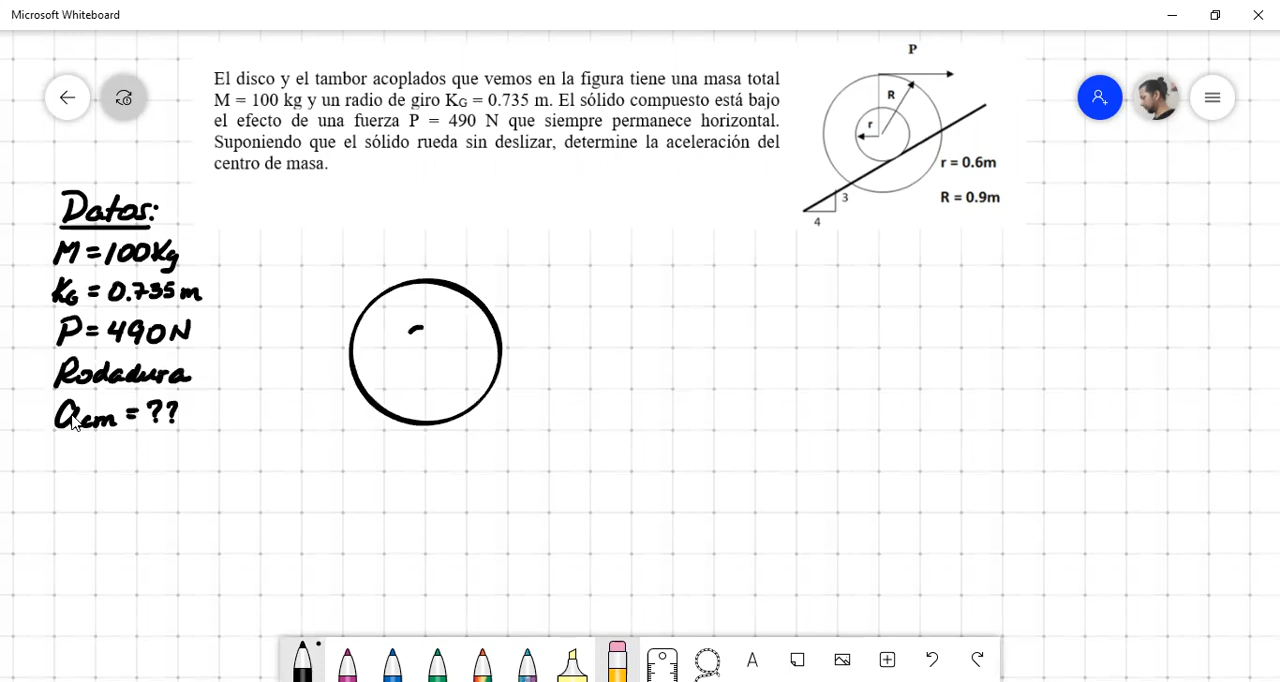 Microsoft Whiteboard
El disco y el tambor acoplados que vemos en la figura tiene una masa total
M = 100 kg y un radio de giro KG = 0.735 m. El sólido compuesto está bajo
el efecto de una fuerza P = 490 N que siempre permanece horizontal.
Suponiendo que el sólido rueda sin deslizar, determine la aceleración del
centro de masa.
P
R
r
r = 0.6m
R = 0.9m
3
4
Datos:
M = 100Kg
KG = 0.735 m
P = 490N
Rodadura
acm = ??
A